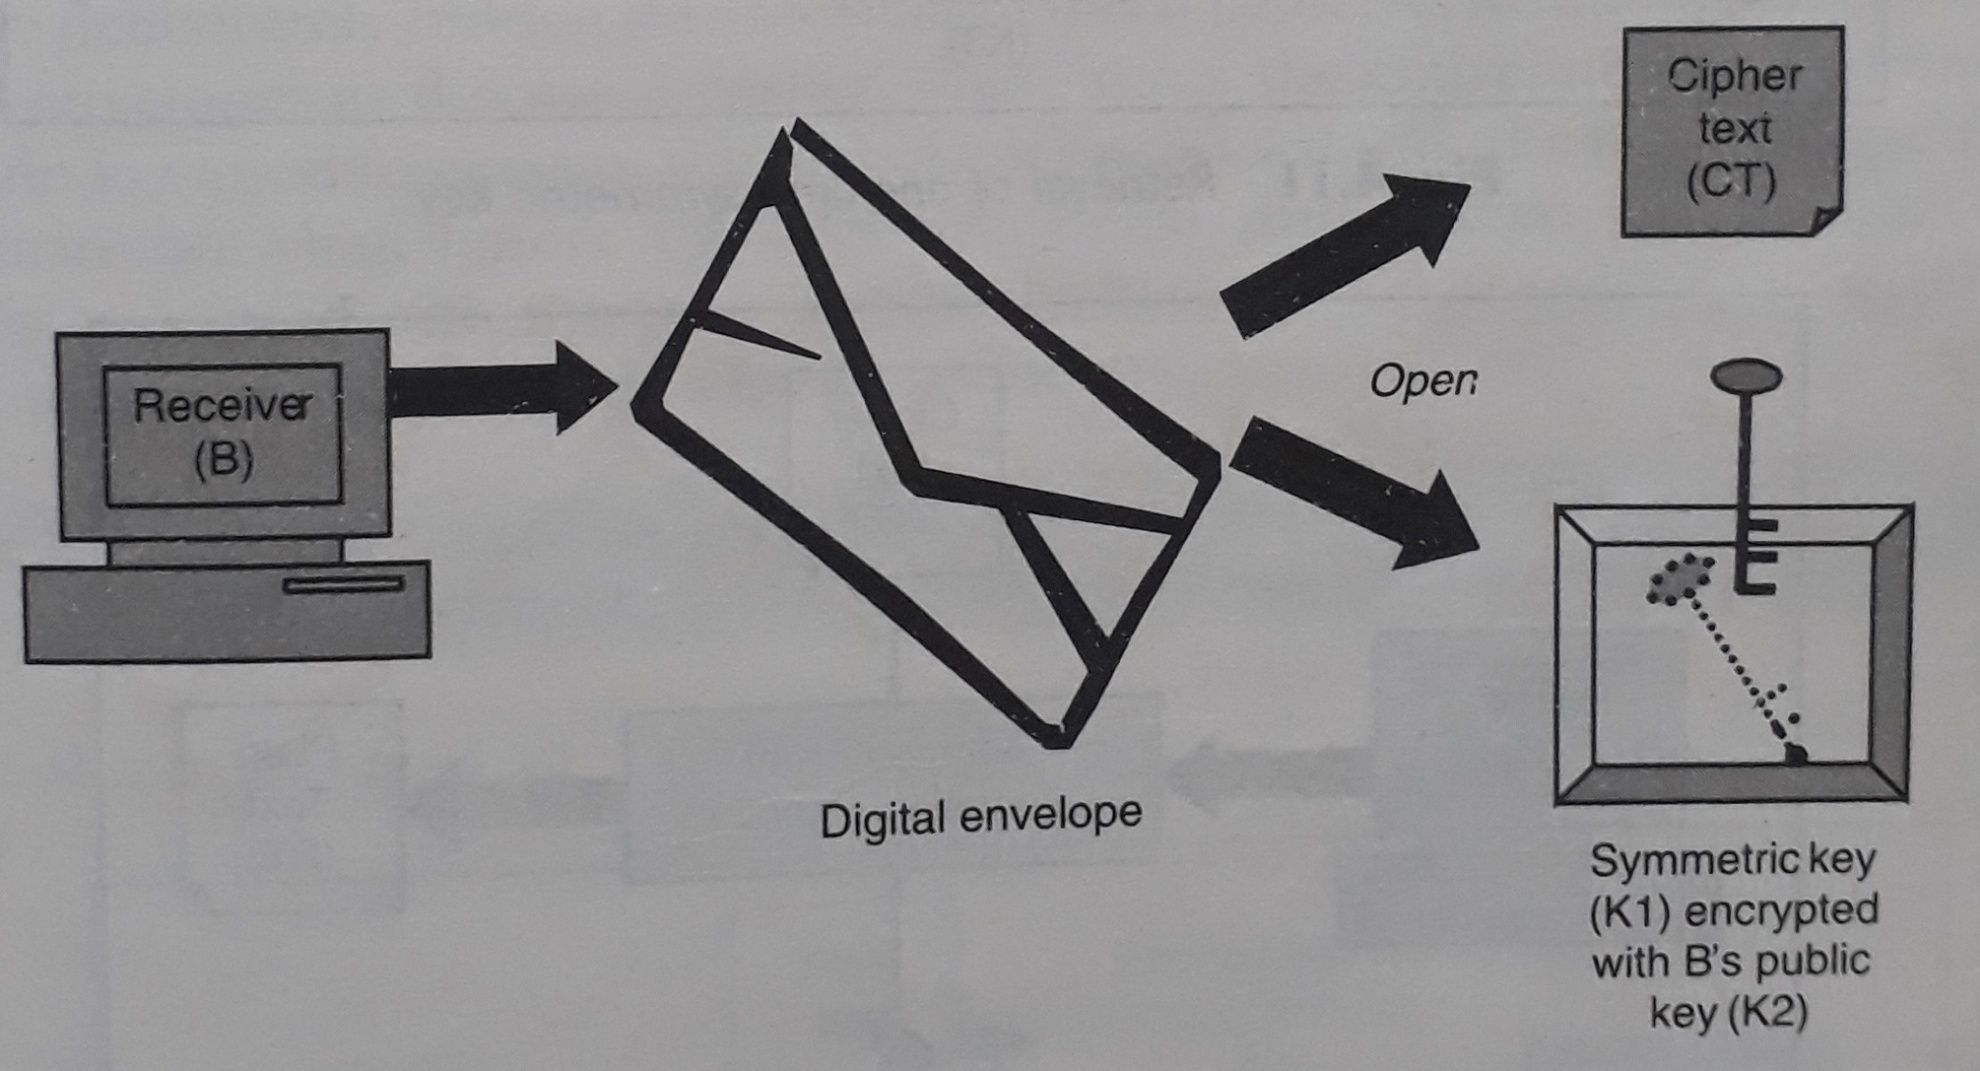 Cipher
text
(CT)
Receiver
(B)
Open
Digital envelope
Symmetric key
(K1) encrypted
with B's public
key (K2)